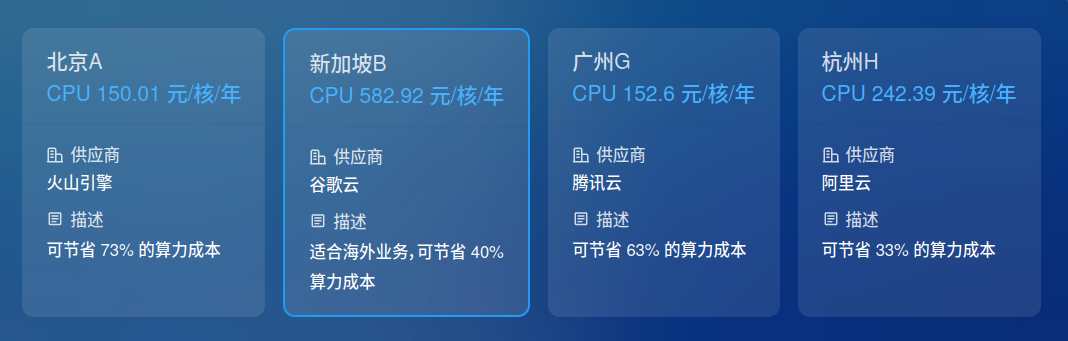 北京A
CPU 150.01 元/核/年
供应商
火山引擎
描述
可节省 73% 的算力成本
新加坡B
CPU 582.92 元/核/年
供应商
谷歌云
描述
适合海外业务，可节省 40%
算力成本
广州G
CPU 152.6 元/核/年
供应商
腾讯云
描述
可节省 63% 的算力成本
杭州H
CPU 242.39 元/核/年
供应商
阿里云
描述
可节省 33% 的算力成本